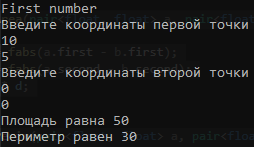 First number
Введите координаты первой точки
10
5
Введите координаты второй точки
0
0
Площадь равна 50
Периметр равен 30